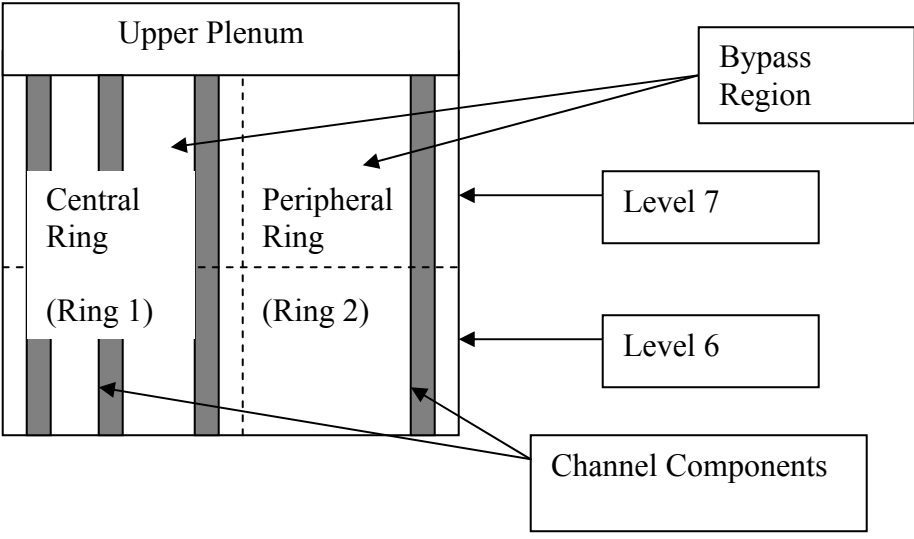 Upper Plenum
Bypass
Region
Central
Ring
Peripheral
Ring
Level 7
(Ring 1)
(Ring 2)
Level 6
Channel Components